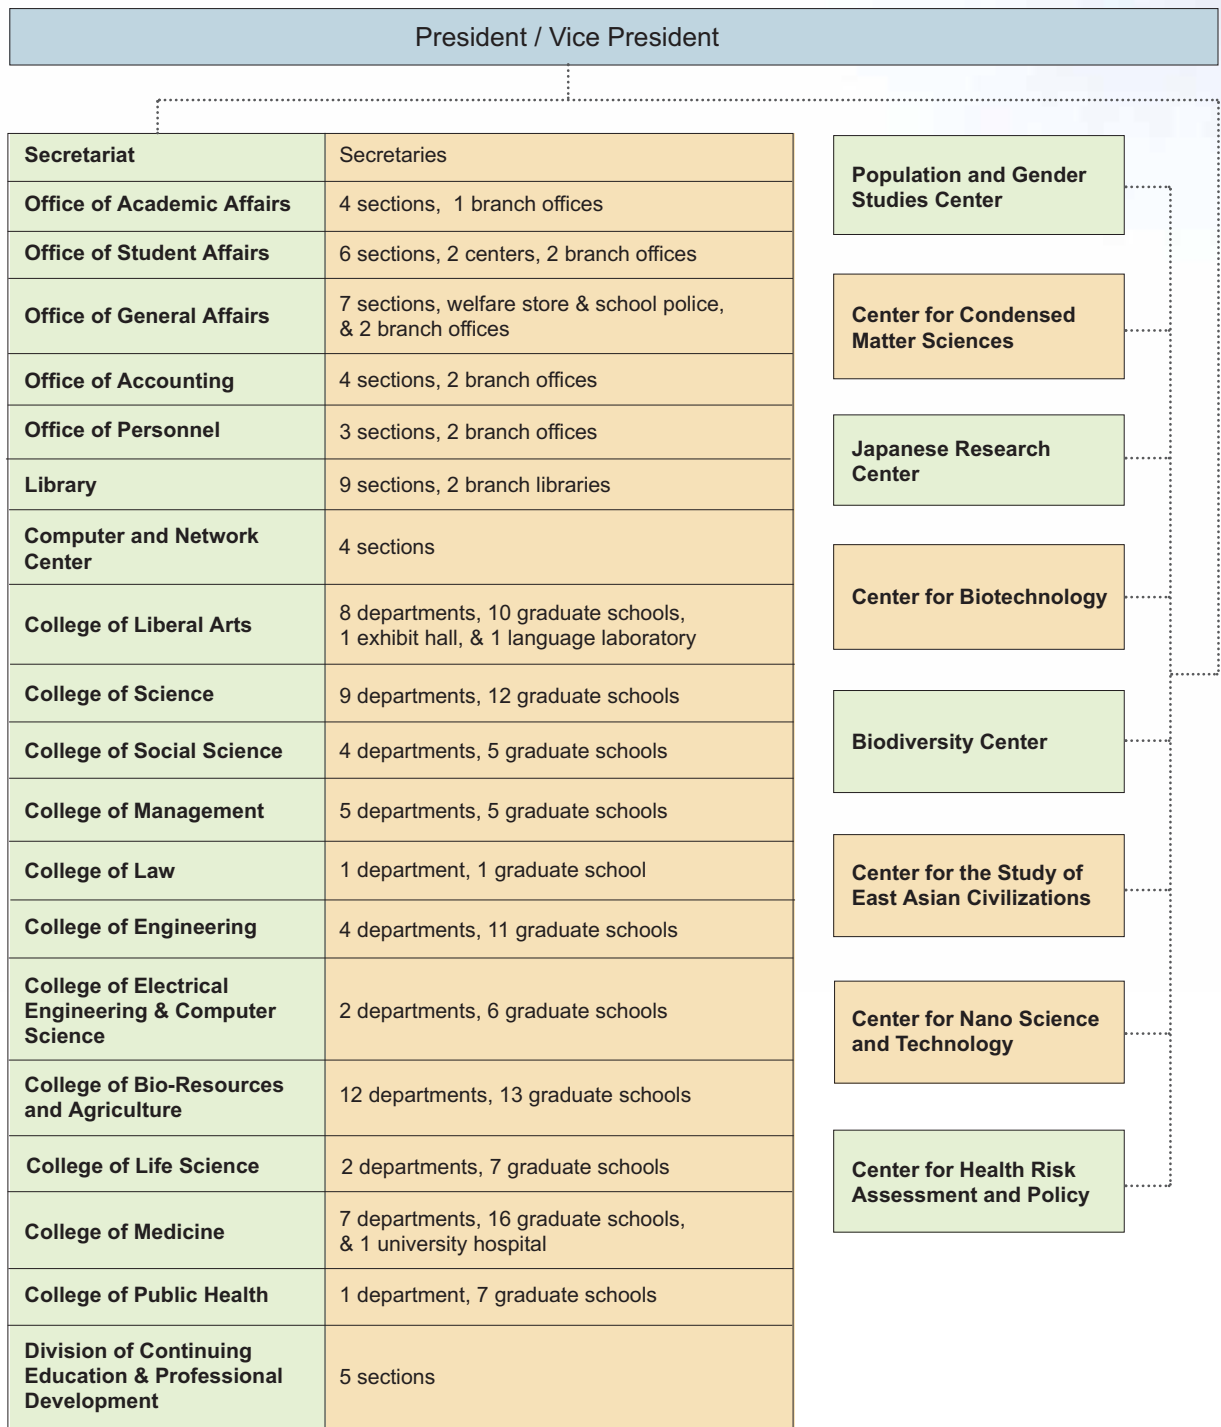 President / Vice President
Secretariat
Secretaries
Office of Academic Affairs
4 sections,  1 branch offices
Office of Student Affairs
6 sections, 2 centers, 2 branch offices
Office of General Affairs
7 sections, welfare store & school police,
& 2 branch offices
Office of Accounting
4 sections, 2 branch offices
Office of Personnel
3 sections, 2 branch offices
Library
9 sections, 2 branch libraries
Computer and Network
Center
4 sections
College of Liberal Arts
8 departments, 10 graduate schools,
1 exhibit hall, & 1 language laboratory
College of Science
9 departments, 12 graduate schools
College of Social Science
4 departments, 5 graduate schools
College of Management
5 departments, 5 graduate schools
College of Law
1 department, 1 graduate school
College of Engineering
4 departments, 11 graduate schools
College of Electrical
Engineering & Computer
Science
2 departments, 6 graduate schools
College of Bio-Resources
and Agriculture
12 departments, 13 graduate schools
College of Life Science
2 departments, 7 graduate schools
College of Medicine
7 departments, 16 graduate schools,
& 1 university hospital
College of Public Health
1 department, 7 graduate schools
Division of Continuing
Education & Professional
Development
5 sections
Population and Gender
Studies Center
Center for Condensed
Matter Sciences
Japanese Research
Center
Center for Biotechnology
Biodiversity Center
Center for the Study of
East Asian Civilizations
Center for Nano Science
and Technology
Center for Health Risk
Assessment and Policy